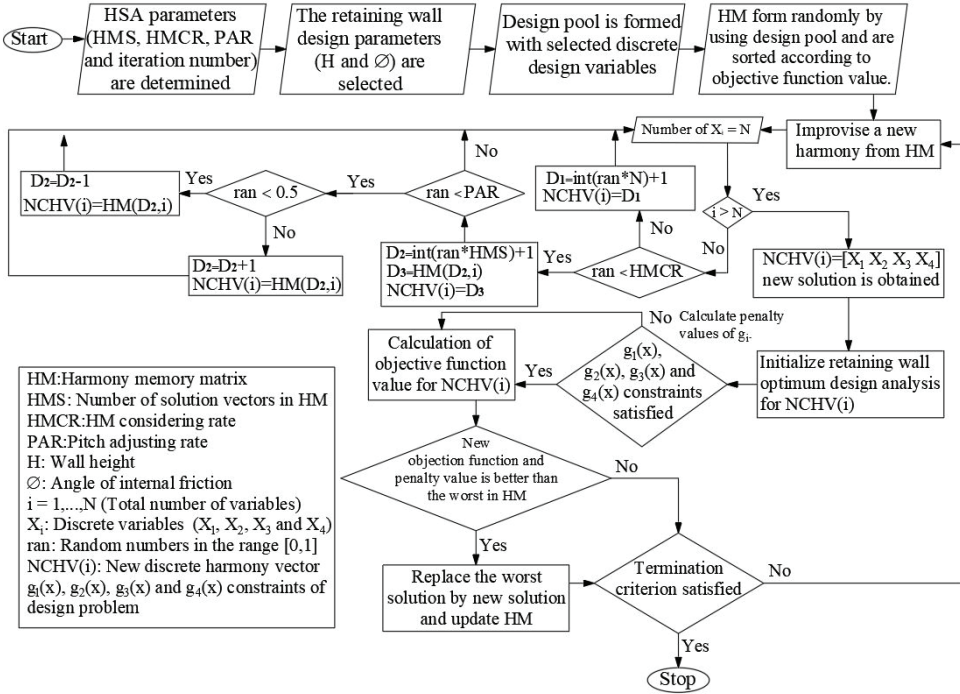 Start
HSA parameters
(HMS, HMCR, PAR
and iteration number)
are determined
The retaining wall
design parameters
(H and ∅) are
selected
Design pool is formed
with selected discrete
design variables
HM form randomly by
using design pool and are
sorted according to
objective function value.
Number of Xᵢ = N
Improvise a new
harmony from HM
i > N
Yes
No
NCHV(i)=[X₁ X₂ X₃ X₄]
new solution is obtained
ran < HMCR
No
Yes
D₁=int(ran*N)+1
NCHV(i)=D₁
D₂=int(ran*HMS)+1
D₃=HM(D₂,i)
NCHV(i)=D₃
ran < PAR
No
Yes
ran < 0.5
Yes
No
D₂=D₂-1
NCHV(i)=HM(D₂,i)
D₂=D₂+1
NCHV(i)=HM(D₂,i)
Initialize retaining wall
optimum design analysis
for NCHV(i)
g₁(x),
g₂(x), g₃(x) and
g₄(x) constraints
satisfied
No
Calculate penalty
values of gᵢ.
Yes
Calculation of
objective function
value for NCHV(i)
New
objection function and
penalty value is better than
the worst in HM
No
Yes
Replace the worst
solution by new solution
and update HM
Termination
criterion satisfied
No
Yes
Stop
HM:Harmony memory matrix
HMS: Number of solution vectors in HM
HMCR:HM considering rate
PAR:Pitch adjusting rate
H: Wall height
∅: Angle of internal friction
i = 1,...,N (Total number of variables)
Xᵢ: Discrete variables (X₁, X₂, X₃ and X₄)
ran: Random numbers in the range [0,1]
NCHV(i): New discrete harmony vector
g₁(x), g₂(x), g₃(x) and g₄(x) constraints of
design problem